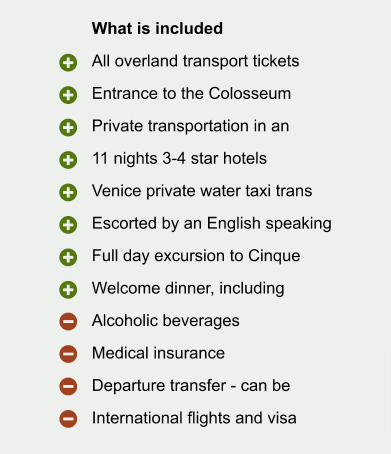 What is included
All overland transport tickets
Entrance to the Colosseum
Private transportation in an
11 nights 3-4 star hotels
Venice private water taxi trans
Escorted by an English speaking
Full day excursion to Cinque
Welcome dinner, including
Alcoholic beverages
Medical insurance
Departure transfer - can be
International flights and visa